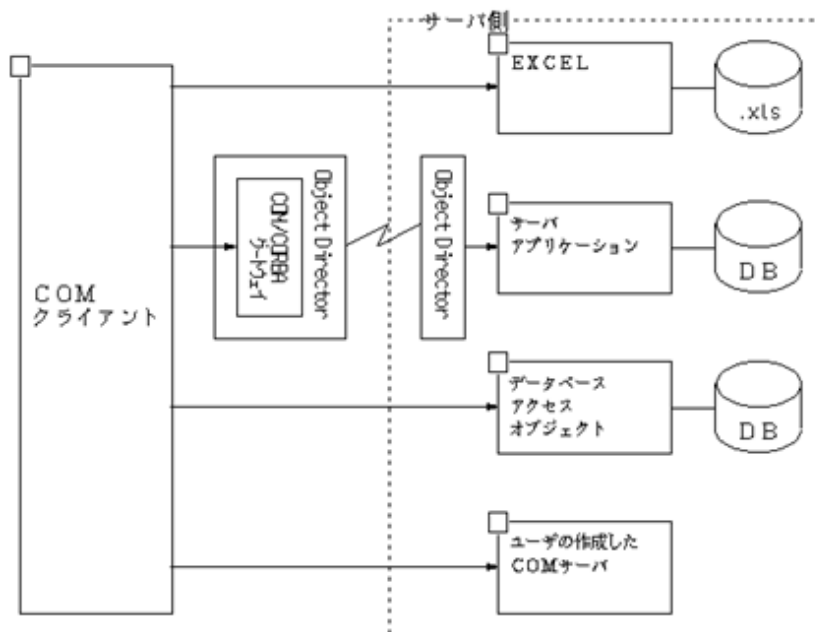 サーバ側
EXCEL
.xls
COM/CORBA
ゲートウェイ
Object Director
Object Director
サーバ
アプリケーション
DB
COM
クライアント
データベース
アクセス
オブジェクト
DB
ユーザの作成した
COMサーバ